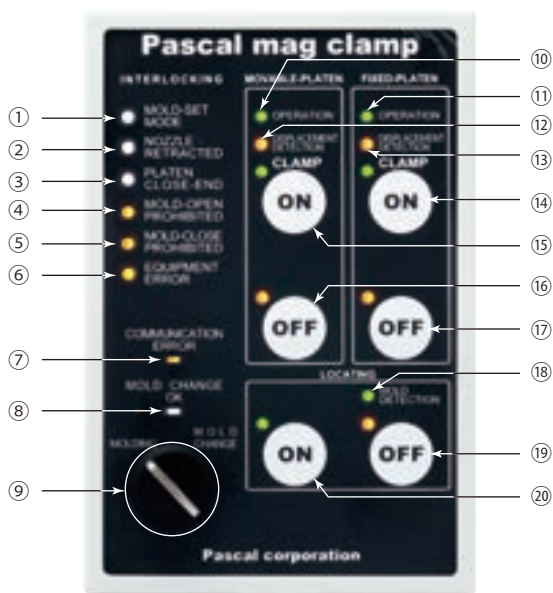 Pascal mag clamp
INTERLOCKING
MOVABLE-PLATEN
FIXED-PLATEN
① MOLD-SET
MODE
② NOZZLE
RETRACTED
③ PLATEN
CLOSE-END
④ MOLD-OPEN
PROHIBITED
⑤ MOLD-CLOSE
PROHIBITED
⑥ EQUIPMENT
ERROR
⑦ COMMUNICATION
ERROR
⑧ MOLD CHANGE
OK
⑨ MOLDING
MOLD
CHANGE
OPERATION ⑩
OPERATION ⑪
DISPLACEMENT
DETECTION ⑫
DISPLACEMENT
DETECTION ⑬
CLAMP
CLAMP
ON ⑮
ON ⑭
OFF ⑯
OFF ⑰
LOCATING
MOLD
DETECTION ⑱
ON ⑳
OFF ⑲
Pascal corporation